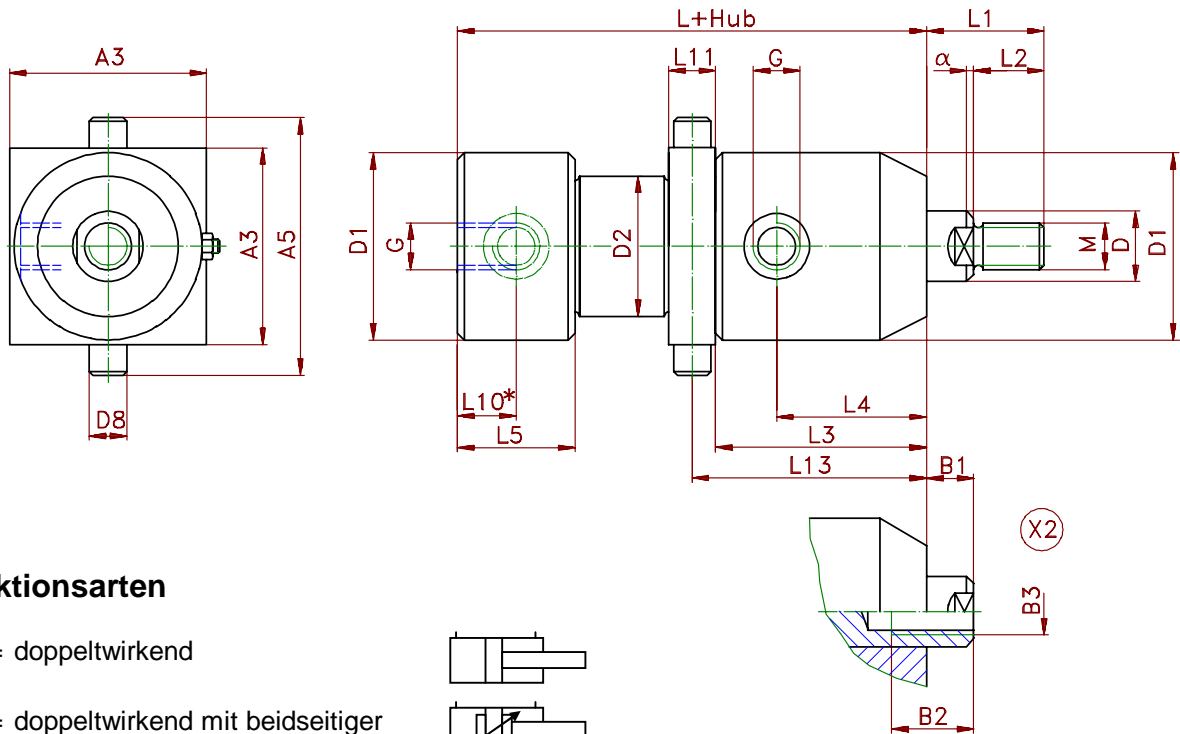 L+Hub
L1
A3
L11
G
α
L2
D1
G
D2
A3
A5
M
D
D1
D8
L10*
L5
L4
L3
L13
B1
X2
B3
B2
ktionsarten
= doppeltwirkend
= doppeltwirkend mit beidseitiger